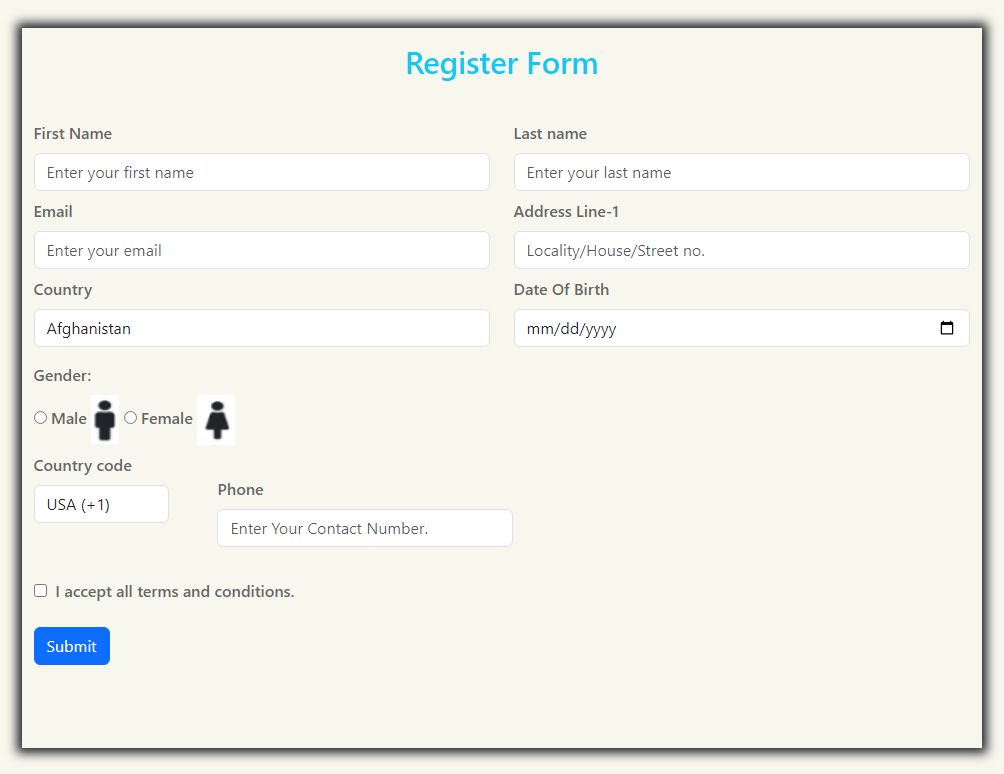 Register Form
First Name
Last name
Enter your first name
Enter your last name
Email
Address Line-1
Enter your email
Locality/House/Street no.
Country
Date Of Birth
Afghanistan
mm/dd/yyyy
Gender:
Male
Female
Country code
USA (+1)
Phone
Enter Your Contact Number.
I accept all terms and conditions.
Submit